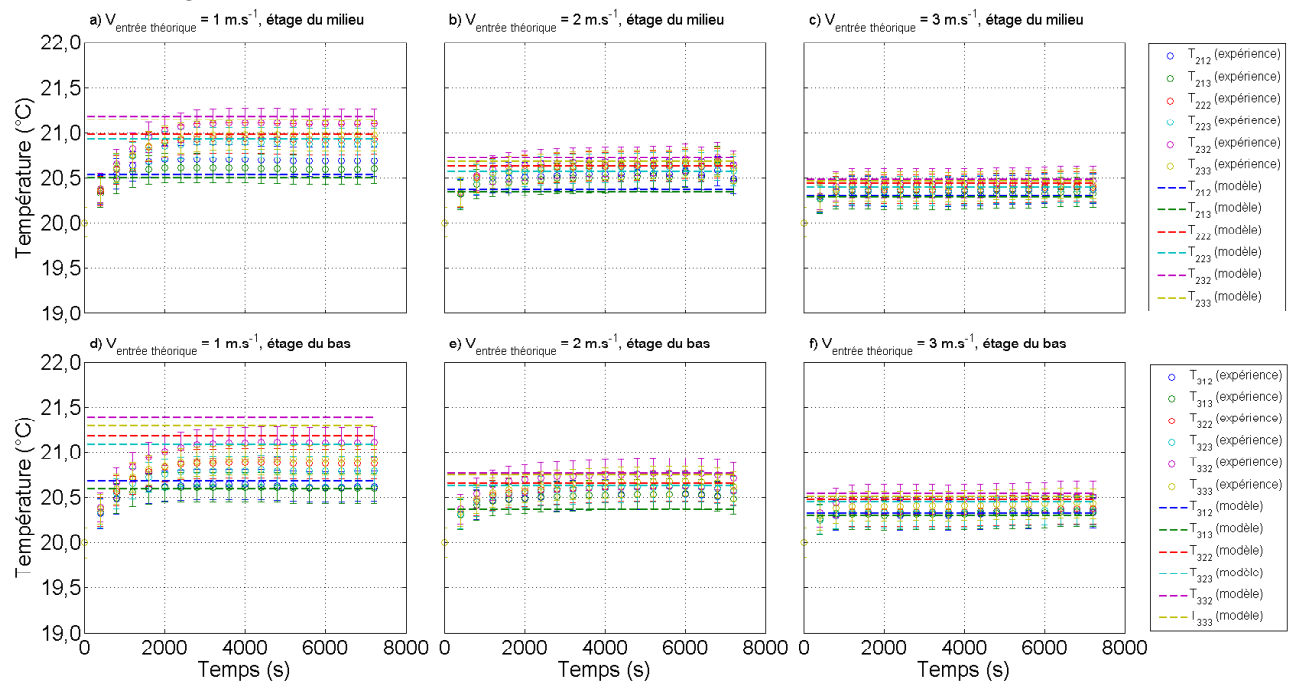 a) V entrée théorique = 1 m.s-1, étage du milieu
b) V entrée théorique = 2 m.s-1, étage du milieu
c) V entrée théorique = 3 m.s-1, étage du milieu
Température (°C)
22,0
21,5
21,0
20,5
20,0
19,5
19,0
T212 (expérience)
T213 (expérience)
T222 (expérience)
T223 (expérience)
T232 (expérience)
T233 (expérience)
T212 (modèle)
T213 (modèle)
T222 (modèle)
T223 (modèle)
T232 (modèle)
T233 (modèle)
d) V entrée théorique = 1 m.s-1, étage du bas
e) V entrée théorique = 2 m.s-1, étage du bas
f) V entrée théorique = 3 m.s-1, étage du bas
Température (°C)
22,0
21,5
21,0
20,5
20,0
19,5
19,0
0 2000 4000 6000 8000
0 2000 4000 6000 8000
0 2000 4000 6000 8000
Temps (s)
Temps (s)
Temps (s)
T312 (expérience)
T313 (expérience)
T322 (expérience)
T323 (expérience)
T332 (expérience)
T333 (expérience)
T312 (modèle)
T313 (modèle)
T322 (modèle)
T323 (modèle)
T332 (modèle)
T333 (modèle)